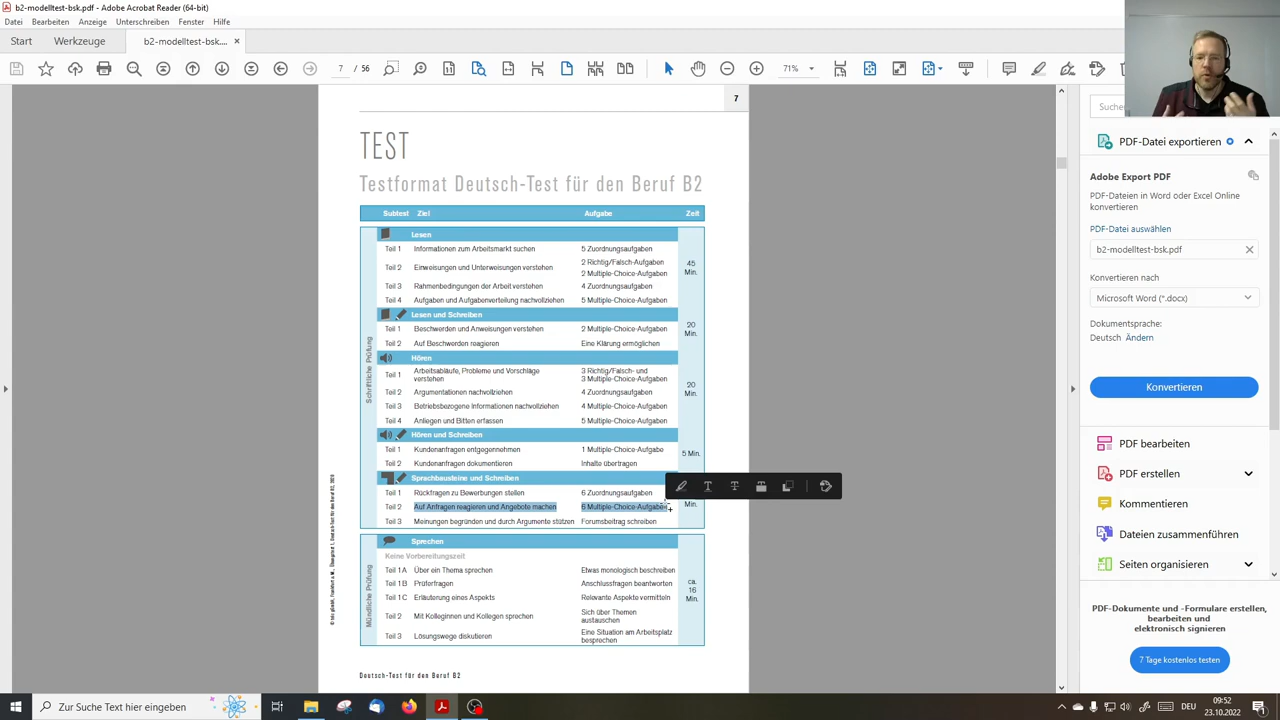 b2-modelltest-bsk.pdf - Adobe Acrobat Reader (64-bit)
Datei Bearbeiten Anzeige Unterschreiben Fenster Hilfe
Start Werkzeuge b2-modelltest-bsk....
7 / 56
71%
Suchen
7
TEST
Testformat Deutsch-Test für den Beruf B2
Subtest Ziel Aufgabe Zeit
Schriftliche Prüfung
Lesen
Teil 1 Informationen zum Arbeitsmarkt suchen 5 Zuordnungsaufgaben
Teil 2 Einweisungen und Unterweisungen verstehen 2 Richtig/Falsch-Aufgaben
2 Multiple-Choice-Aufgaben
45
Min.
Teil 3 Rahmenbedingungen der Arbeit verstehen 4 Zuordnungsaufgaben
Teil 4 Aufgaben und Aufgabenverteilung nachvollziehen 5 Multiple-Choice-Aufgaben
Lesen und Schreiben
Teil 1 Beschwerden und Anweisungen verstehen 2 Multiple-Choice-Aufgaben
20
Min.
Teil 2 Auf Beschwerden reagieren Eine Klärung ermöglichen
Hören
Teil 1 Arbeitsabläufe, Probleme und Vorschläge
verstehen
3 Richtig/Falsch- und
3 Multiple-Choice-Aufgaben
Teil 2 Argumentationen nachvollziehen 4 Zuordnungsaufgaben
20
Min.
Teil 3 Betriebsbezogene Informationen nachvollziehen 4 Multiple-Choice-Aufgaben
Teil 4 Anliegen und Bitten erfassen 5 Multiple-Choice-Aufgaben
Hören und Schreiben
Teil 1 Kundenanfragen entgegennehmen 1 Multiple-Choice-Aufgabe
5 Min.
Teil 2 Kundenanfragen dokumentieren Inhalte übertragen
Sprachbausteine und Schreiben
Teil 1 Rückfragen zu Bewerbungen stellen 6 Zuordnungsaufgaben
Teil 2 Auf Anfragen reagieren und Angebote machen 6 Multiple-Choice-Aufgaben
Min.
Teil 3 Meinungen begründen und durch Argumente stützen Forumsbeitrag schreiben
Mündliche Prüfung
Sprechen
Keine Vorbereitungszeit
Teil 1A Über ein Thema sprechen Etwas monologisch beschreiben
Teil 1B Prüferfragen Anschlussfragen beantworten
ca.
16
Min.
Teil 1C Erläuterung eines Aspekts Relevante Aspekte vermitteln
Teil 2 Mit Kolleginnen und Kollegen sprechen Sich über Themen
austauschen
Teil 3 Lösungswege diskutieren Eine Situation am Arbeitsplatz
besprechen
Deutsch-Test für den Beruf B2
PDF-Datei exportieren
Adobe Export PDF
PDF-Dateien in Word oder Excel Online
konvertieren
PDF-Datei auswählen
b2-modelltest-bsk.pdf
Konvertieren nach
Microsoft Word (*.docx)
Dokumentsprache:
Deutsch Ändern
Konvertieren
PDF bearbeiten
PDF erstellen
Kommentieren
Dateien zusammenführen
Seiten organisieren
PDF-Dokumente und -Formulare erstellen,
bearbeiten und
elektronisch signieren
7 Tage kostenlos testen
Zur Suche Text hier eingeben
DEU
09:52
23.10.2022